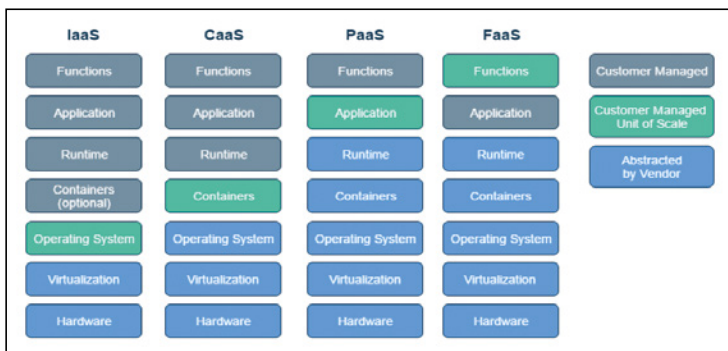 IaaS CaaS PaaS FaaS
Functions Functions Functions Functions Customer Managed
Application Application Application Application Customer Managed
Unit of Scale
Runtime Runtime Runtime Runtime Abstracted
by Vendor
Containers
(optional) Containers Containers Containers
Operating System Operating System Operating System Operating System
Virtualization Virtualization Virtualization Virtualization
Hardware Hardware Hardware Hardware